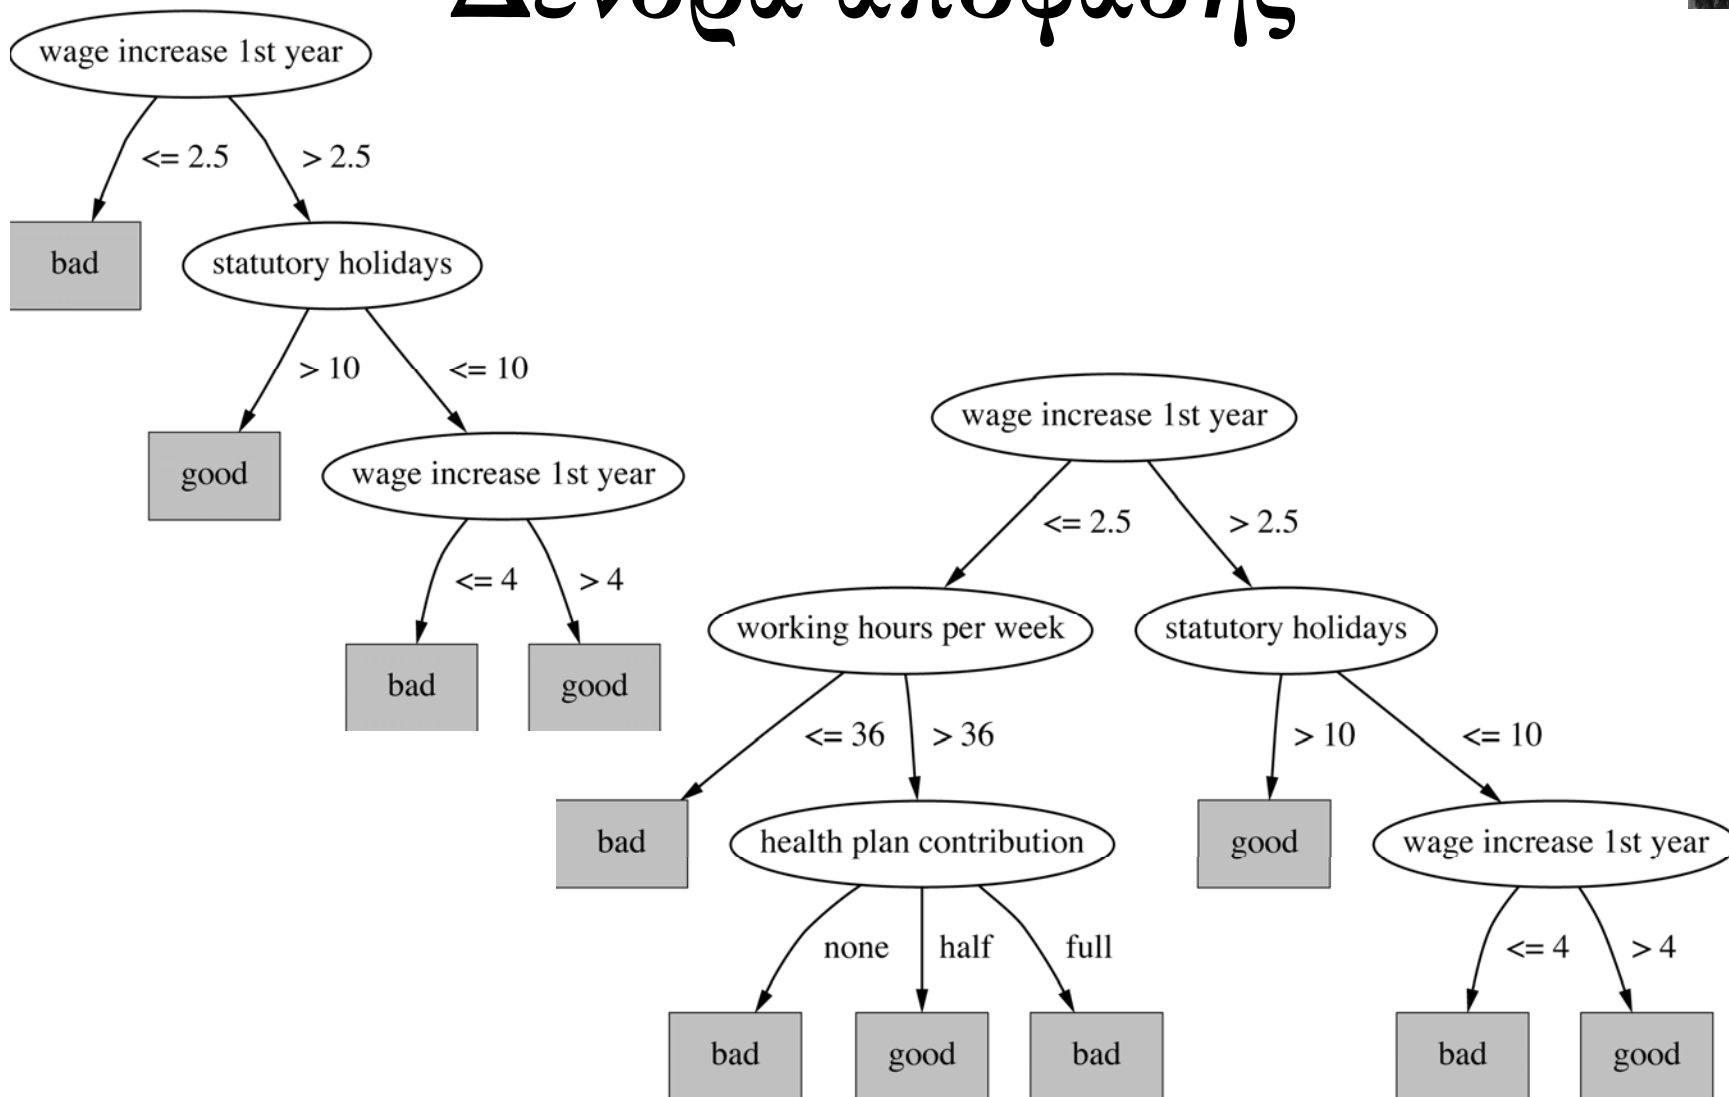 Δένδρα απόφασης
wage increase 1st year
<= 2.5
> 2.5
bad
statutory holidays
> 10
<= 10
good
wage increase 1st year
<= 4
> 4
bad
good
wage increase 1st year
<= 2.5
> 2.5
working hours per week
statutory holidays
<= 36
> 36
> 10
<= 10
bad
health plan contribution
good
wage increase 1st year
none
half
full
<= 4
> 4
bad
good
bad
bad
good